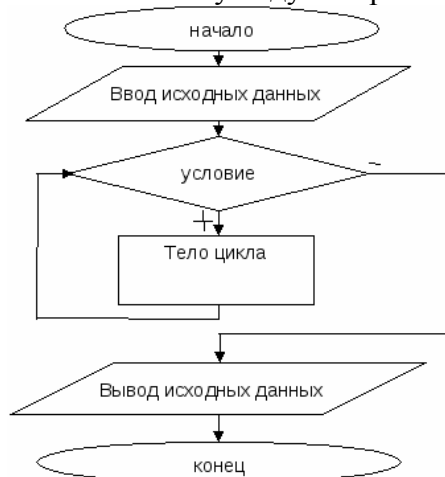 начало
Ввод исходных данных
условие
-
+
Тело цикла
Вывод исходных данных
конец